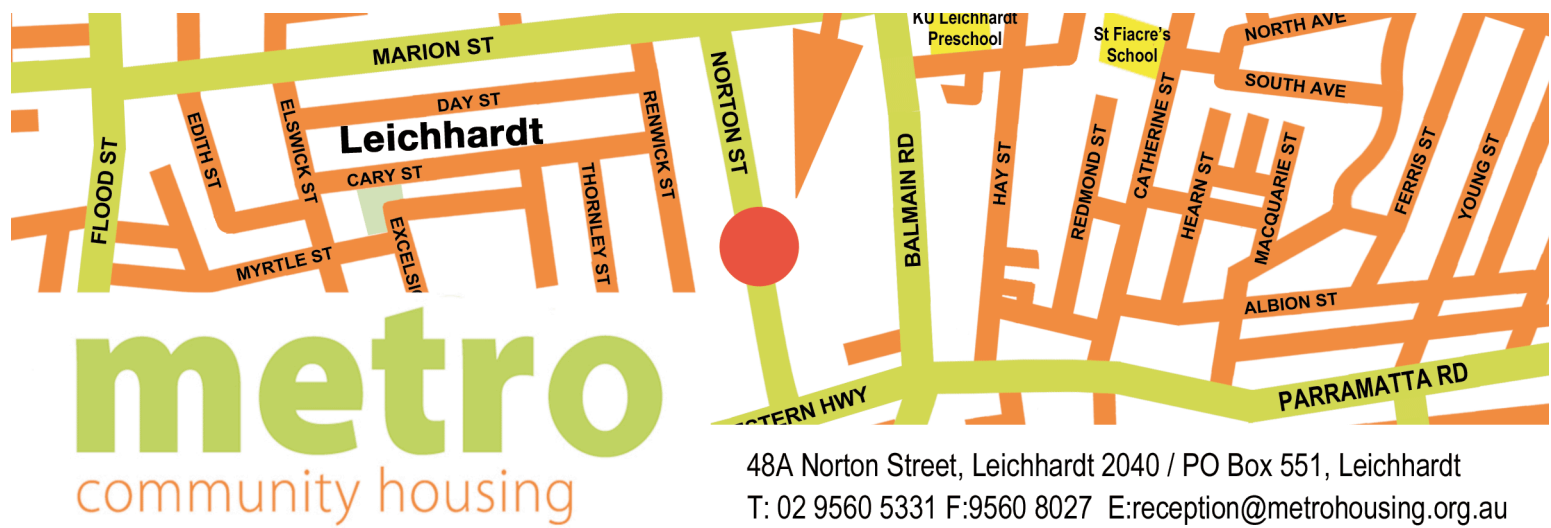 KU Leichhardt
Preschool
St Fiacre's
School
NORTH AVE
SOUTH AVE
MARION ST
DAY ST
Leichhardt
CARY ST
EDITH ST
ELSWICK ST
FLOOD ST
RENWICK ST
THORNLEY ST
NORTON ST
BALMAIN RD
HAY ST
REDMOND ST
CATHERINE ST
HEARN ST
MACQUARIE ST
FERRIS ST
YOUNG ST
MYRTLE ST
EXCELSIO
ALBION ST
PARRAMATTA RD
STERN HWY
metro
community housing
48A Norton Street, Leichhardt 2040 / PO Box 551, Leichhardt
T: 02 9560 5331 F:9560 8027 E:reception@metrohousing.org.au